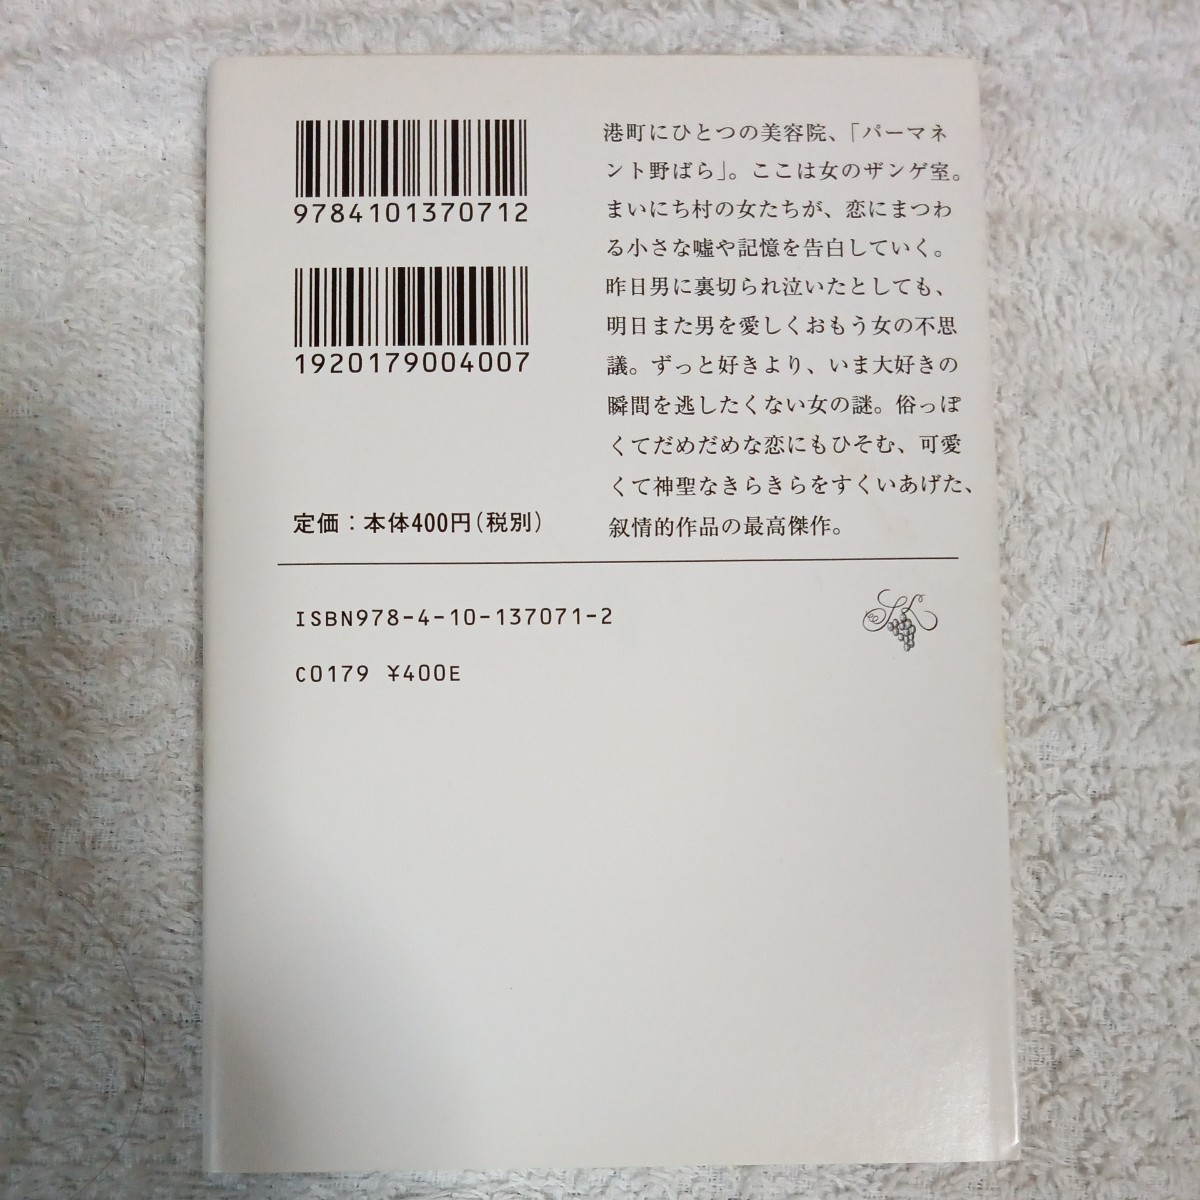 9784101370712
1920179004007
定価：本体400円（税別）
港町にひとつの美容院、「パーマネ
ント野ばら」。ここは女のザンゲ室。
まいにち村の女たちが、恋にまつわ
る小さな嘘や記憶を告白していく。
昨日男に裏切られ泣いたとしても、
明日また男を愛しくおもう女の不思
議。ずっと好きより、いま大好きの
瞬間を逃したくない女の謎。俗っぽ
くてだめだめな恋にもひそむ、可愛
くて神聖なきらきらをすくいあげた、
叙情的作品の最高傑作。
ISBN978-4-10-137071-2
C0179 ¥400E